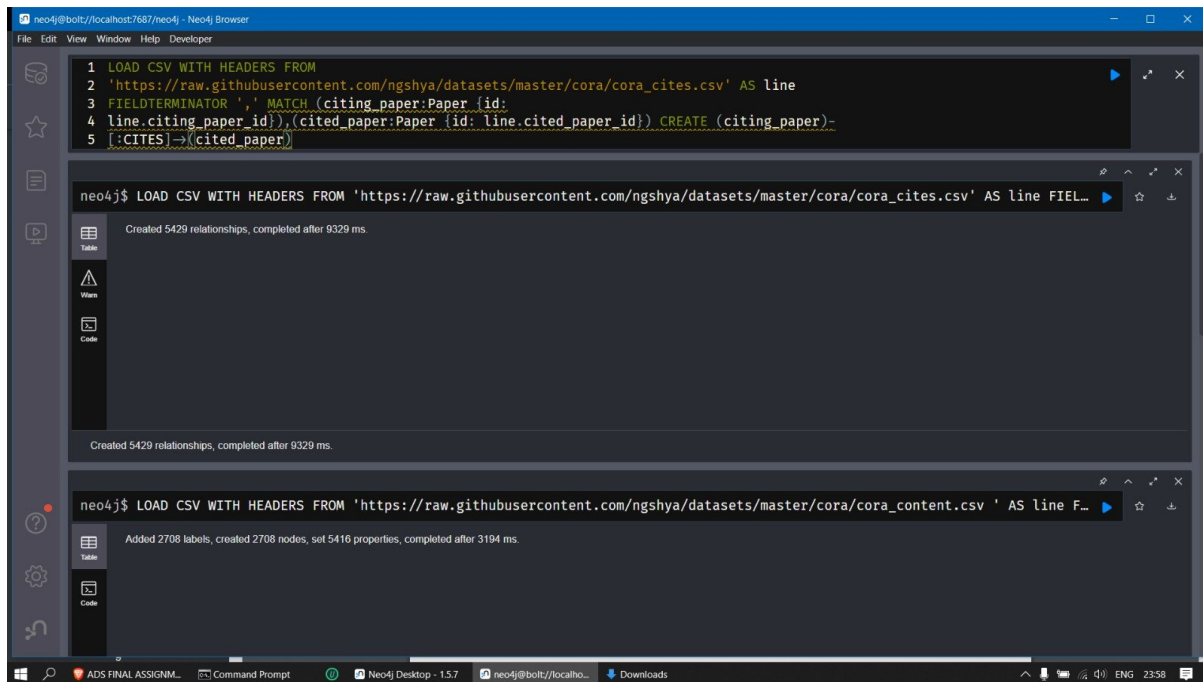 neo4j@bolt://localhost:7687/neo4j - Neo4j Browser
File Edit View Window Help Developer
1 LOAD CSV WITH HEADERS FROM
2 'https://raw.githubusercontent.com/ngshya/datasets/master/cora/cora_cites.csv' AS line
3 FIELDTERMINATOR ',' MATCH (citing_paper:Paper {id:
4 line.citing_paper_id}),(cited_paper:Paper {id: line.cited_paper_id}) CREATE (citing_paper)-
5 [:CITES]→(cited_paper)
neo4j$ LOAD CSV WITH HEADERS FROM 'https://raw.githubusercontent.com/ngshya/datasets/master/cora/cora_cites.csv' AS line FIEL…
Table
Created 5429 relationships, completed after 9329 ms.
Warn
Code
Created 5429 relationships, completed after 9329 ms.
neo4j$ LOAD CSV WITH HEADERS FROM 'https://raw.githubusercontent.com/ngshya/datasets/master/cora/cora_content.csv ' AS line F…
Table
Added 2708 labels, created 2708 nodes, set 5416 properties, completed after 3194 ms.
Code
ADS FINAL ASSIGNM... Command Prompt Neo4j Desktop - 1.5.7 neo4j@bolt://localho... Downloads ENG 23:58